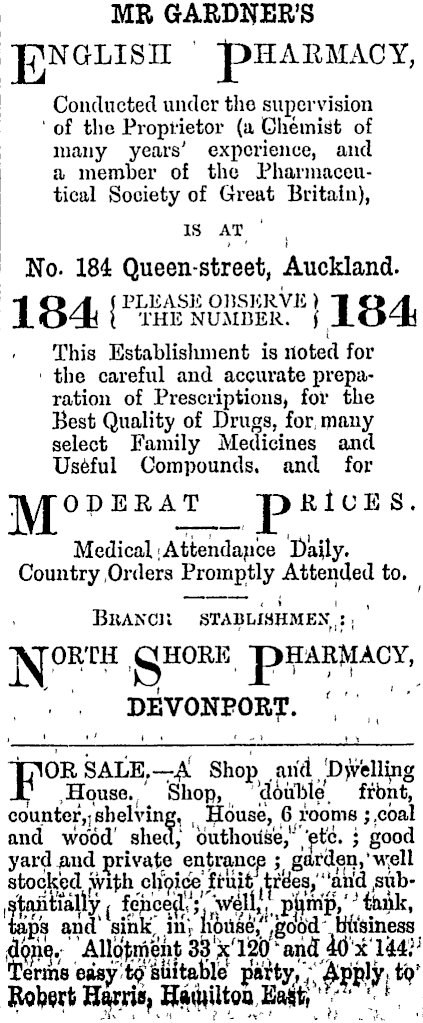 MR GARDNER'S
ENGLISH PHARMACY,
Conducted under the supervision
of the Proprietor (a Chemist of
many years' experience, and
a member of the Pharmaceu-
tical Society of Great Britain),
IS AT
No. 184 Queen-street, Auckland.
184 { PLEASE OBSERVE THE NUMBER. } 184
This Establishment is noted for
the careful and accurate prepa-
ration of Prescriptions, for the
Best Quality of Drugs, for many
select Family Medicines and
Useful Compounds. and for
MODERAT PRICES.
Medical Attendance Daily.
Country Orders Promptly Attended to.
BRANCH STABLISHMEN :
NORTH SHORE PHARMACY,
DEVONPORT.
FOR SALE.—A Shop and Dwelling
House. Shop, double front,
counter, shelving. House, 6 rooms ; coal
and wood shed, outhouse, etc. ; good
yard and private entrance ; garden, well
stocked with choice fruit trees, and sub-
stantially fenced ; well, pump, tank,
taps and sink in house, good business
done. Allotment 33 x 120 and 40 x 144.
Terms easy to suitable party. Apply to
Robert Harris, Hamilton East.